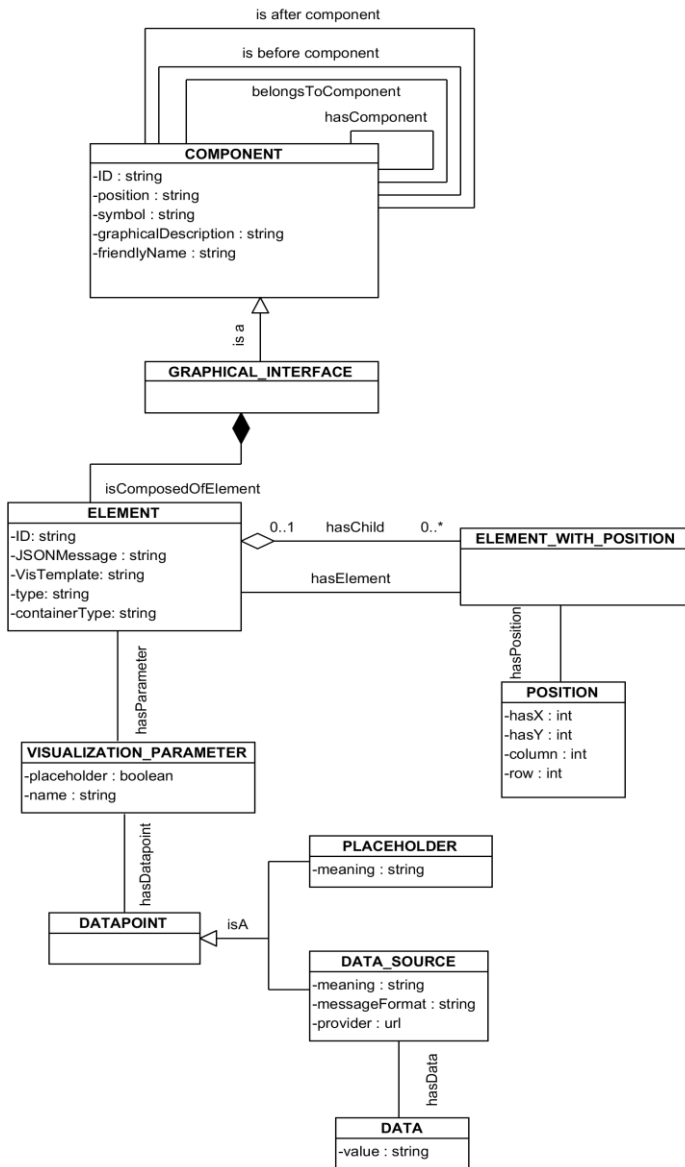 is after component
is before component
belongsToComponent
hasComponent
COMPONENT
-ID : string
-position : string
-symbol : string
-graphicalDescription : string
-friendlyName : string
is a
GRAPHICAL_INTERFACE
isComposedOfElement
ELEMENT
-ID: string
-JSONMessage : string
-VisTemplate: string
-type: string
-containerType: string
0..1 hasChild 0..*
hasElement
ELEMENT_WITH_POSITION
hasPosition
POSITION
-hasX : int
-hasY : int
-column : int
-row : int
hasParameter
VISUALIZATION_PARAMETER
-placeholder : boolean
-name : string
hasDatapoint
DATAPOINT
isA
PLACEHOLDER
-meaning : string
DATA_SOURCE
-meaning : string
-messageFormat : string
-provider : url
hasData
DATA
-value : string